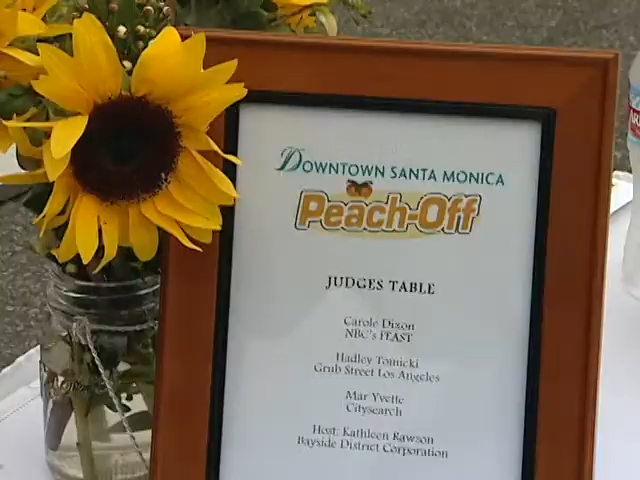 DOWNTOWN SANTA MONICA
Peach-Off
JUDGES TABLE
Carole Dixon
NBC's FEAST
Hadley Tomicki
Grub Street Los Angeles
Mar Yvette
Citysearch
Host: Kathleen Rawson
Bayside District Corporation